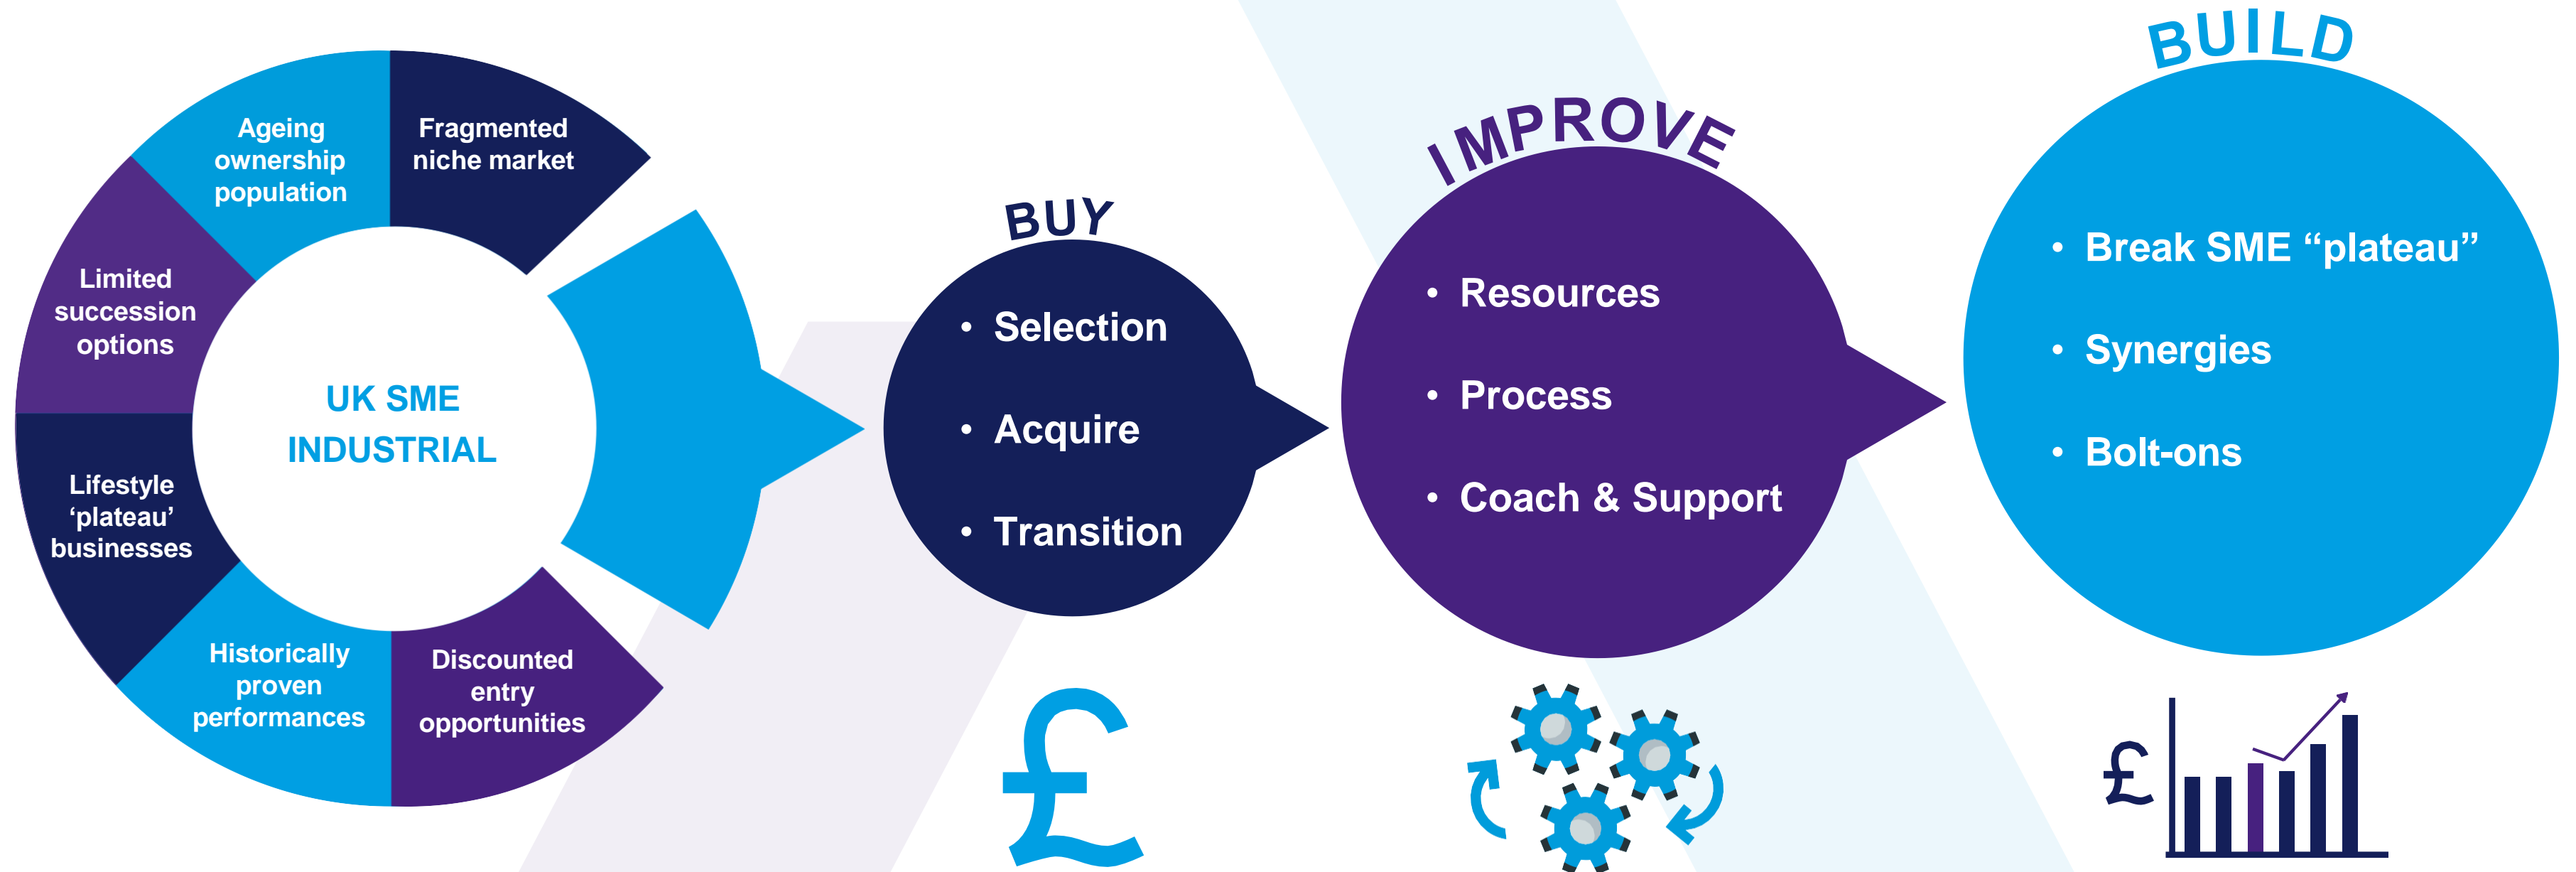 Ageing
ownership
population
Fragmented
niche market
Limited
succession
options
Lifestyle
‘plateau’
businesses
Historically
proven
performances
Discounted
entry
opportunities
UK SME
INDUSTRIAL
BUY
• Selection
• Acquire
• Transition
£
IMPROVE
• Resources
• Process
• Coach & Support
BUILD
• Break SME “plateau”
• Synergies
• Bolt-ons
£